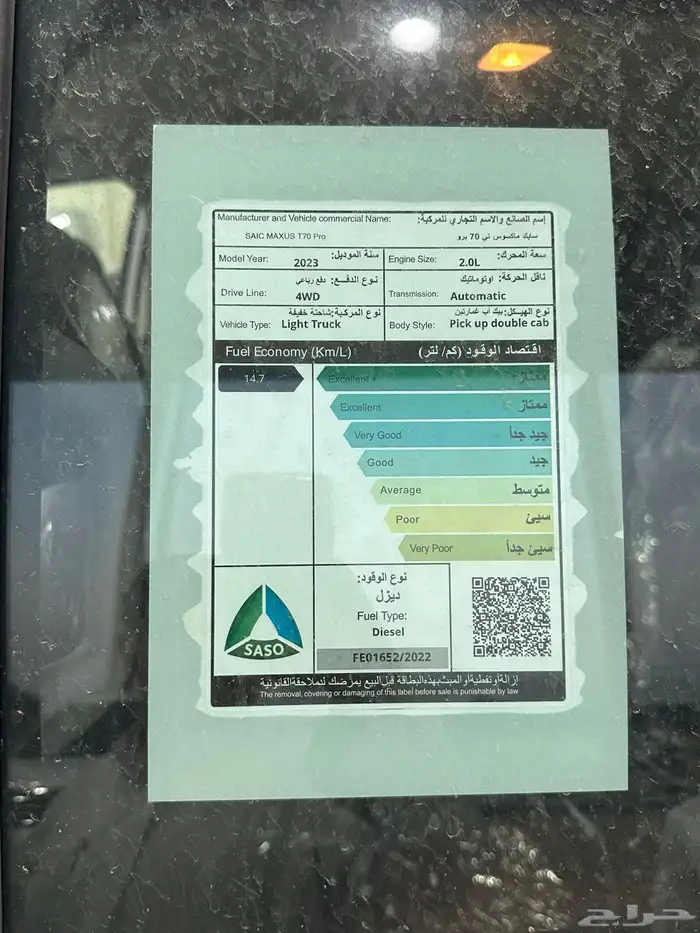 Manufacturer and Vehicle commercial Name: إسم الصانع والاسم التجاري للمركبة:
SAIC MAXUS T70 Pro سايك ماكسوس تي 70 برو
Model Year: 2023 سنة الموديل:
Engine Size: 2.0L سعة المحرك:
Drive Line: 4WD نوع الدفع: دفع رباعي
Transmission: Automatic ناقل الحركة: اوتوماتيك
Vehicle Type: Light Truck نوع المركبة: شاحنة خفيفة
Body Style: Pick up double cab نوع الهيكل: بيك أب غمارتين
Fuel Economy (Km/L) اقتصاد الوقود (كم/ لتر)
14.7
Excellent + ممتاز +
Excellent ممتاز
Very Good جيد جداً
Good جيد
Average متوسط
Poor سيئ
Very Poor سيئ جداً
نوع الوقود:
ديزل
Fuel Type:
Diesel
FE01652/2022
SASO
إزالة أو تغطية أو العبث بهذه البطاقة قبل البيع يعرضك للملاحقة القانونية
The removal, covering or damaging of this label before sale is punishable by law
حراج